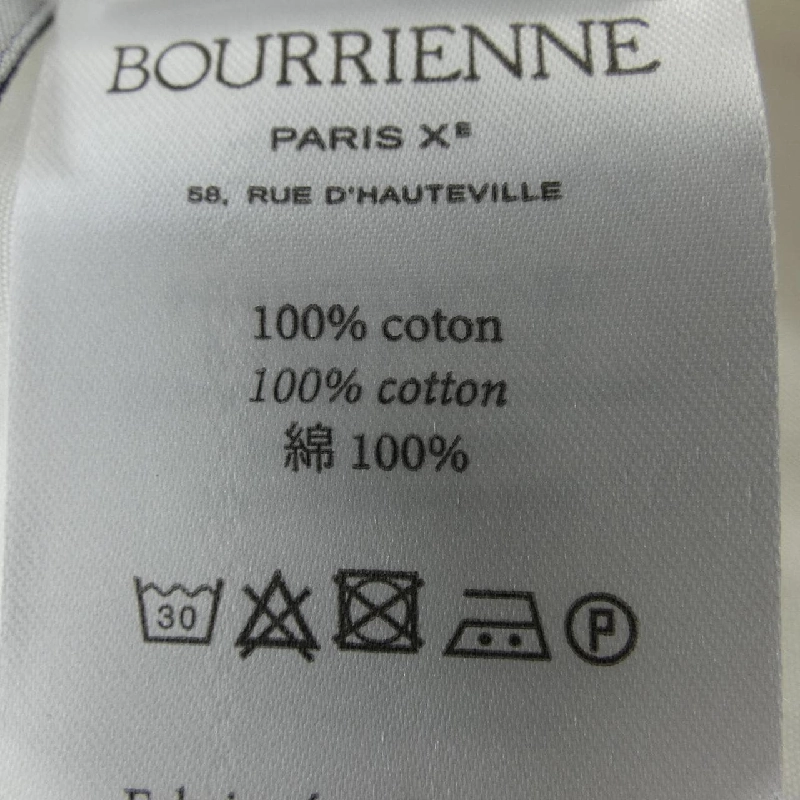 BOURRIENNE
PARIS Xᴱ
58, RUE D'HAUTEVILLE
100% coton
100% cotton
綿 100%
30 P